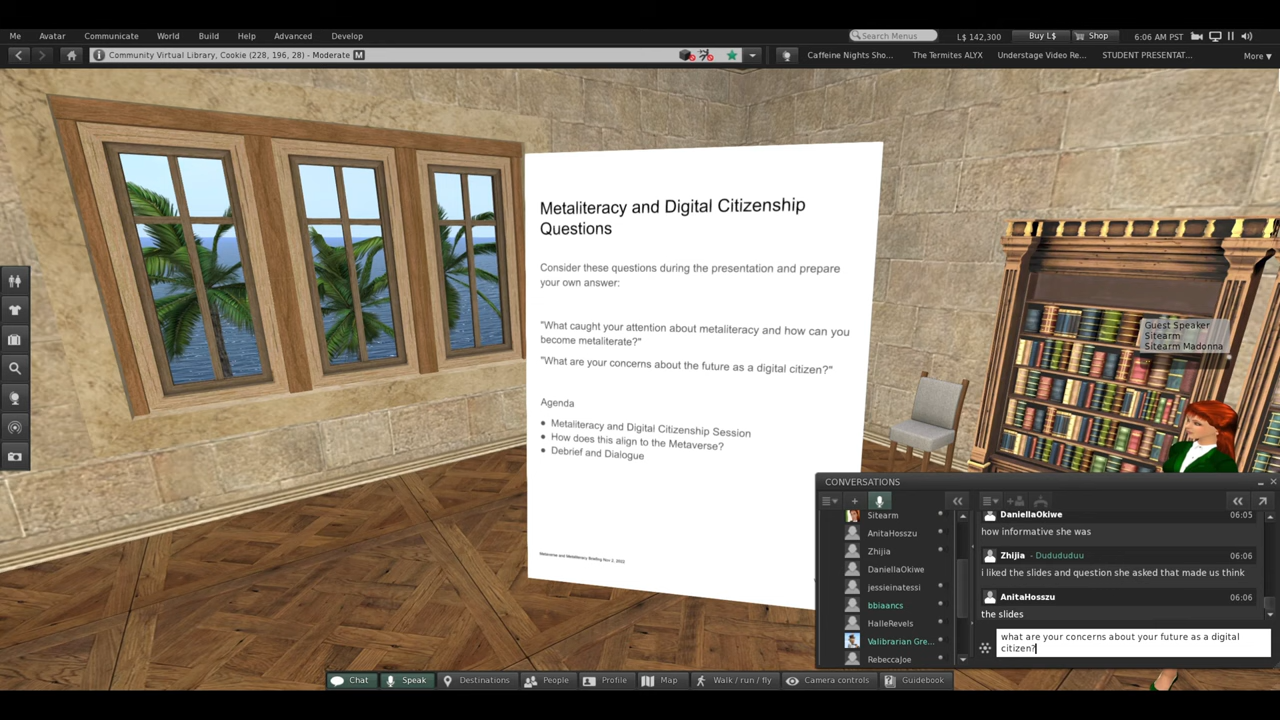 Me Avatar Communicate World Build Help Advanced Develop Search Menus L$ 142,300 Buy L$ Shop 6:06 AM PST
Community Virtual Library, Cookie (228, 196, 28) - Moderate M Caffeine Nights Sho... The Termites ALYX Understage Video Re... STUDENT PRESENTAT... More
Metaliteracy and Digital Citizenship
Questions
Consider these questions during the presentation and prepare
your own answer:
"What caught your attention about metaliteracy and how can you
become metaliterate?"
"What are your concerns about the future as a digital citizen?"
Agenda
● Metaliteracy and Digital Citizenship Session
● How does this align to the Metaverse?
● Debrief and Dialogue
Metaverse and Metaliteracy Briefing Nov 2, 2022
Guest Speaker
Sitearm
Sitearm Madonna
CONVERSATIONS
Sitearm
AnitaHosszu
Zhijia
DaniellaOkiwe
jessieinatessi
bbiaancs
HalleRevels
Valibrarian Gre...
RebeccaJoe
DaniellaOkiwe 06:05
how informative she was
Zhijia - Dudududuu 06:06
i liked the slides and question she asked that made us think
AnitaHosszu 06:06
the slides
what are your concerns about your future as a digital
citizen?
Chat Speak Destinations People Profile Map Walk / run / fly Camera controls Guidebook